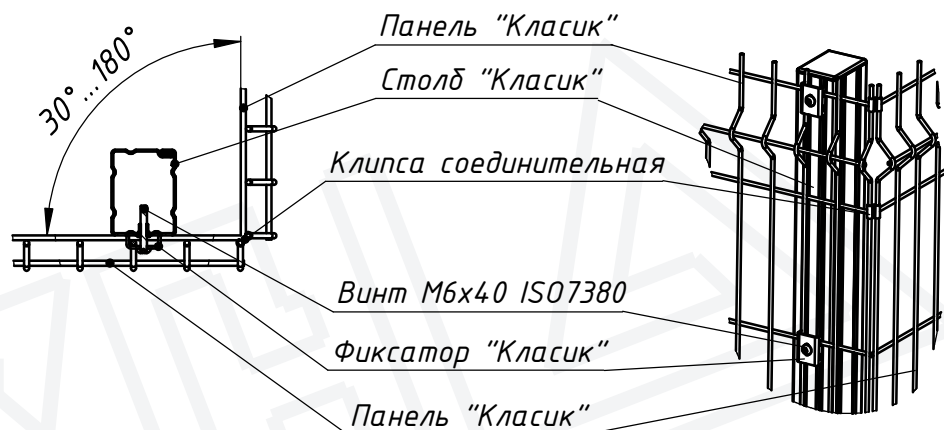 Панель "Класик"
30° ...180°
Столб "Класик"
Клипса соединительная
Винт М6х40 ISO7380
Фиксатор "Класик"
Панель "Класик"